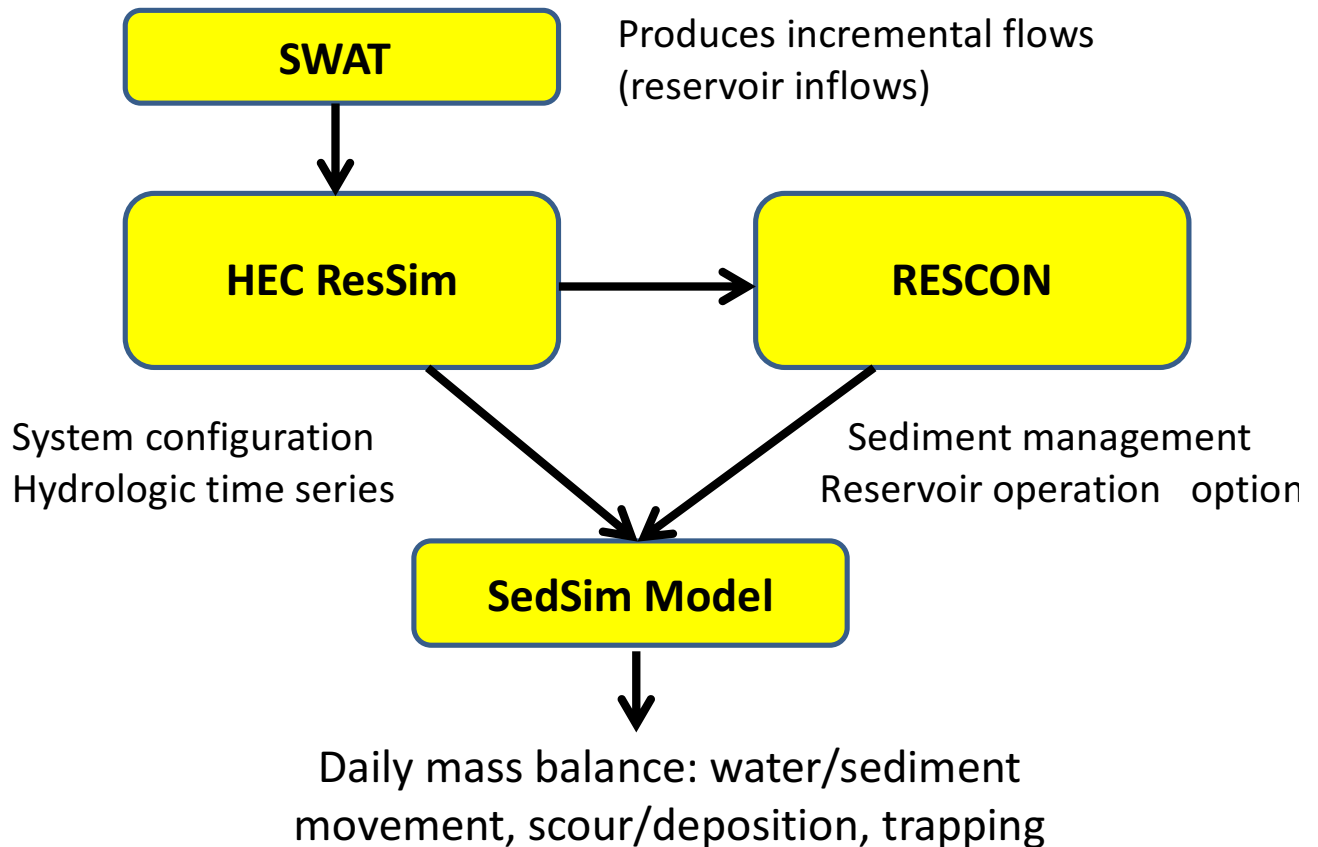 SWAT
Produces incremental flows
(reservoir inflows)
HEC ResSim
RESCON
System configuration
Hydrologic time series
Sediment management
Reservoir operation option
SedSim Model
Daily mass balance: water/sediment
movement, scour/deposition, trapping